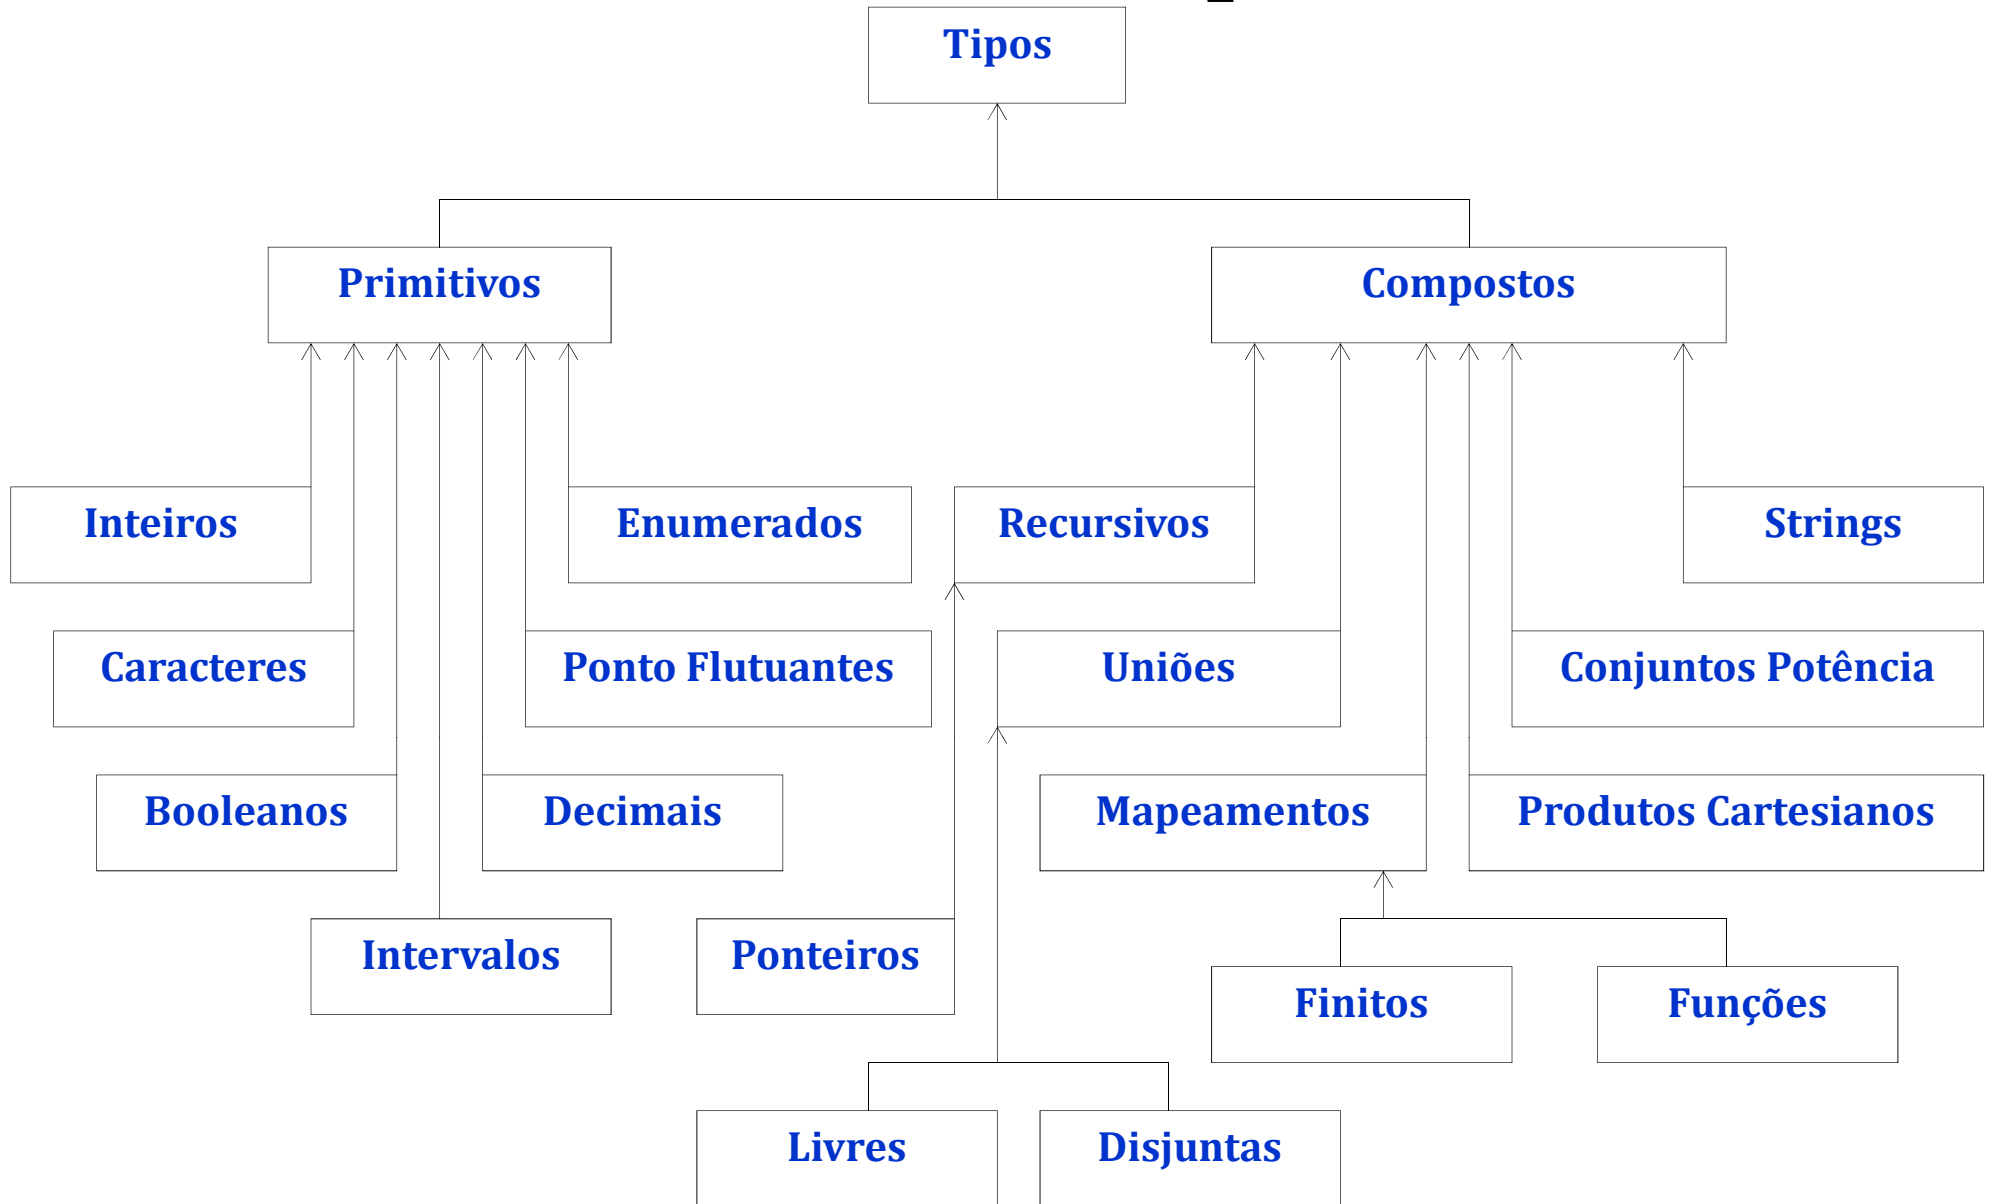 Tipos
Primitivos
Compostos
Inteiros
Enumerados
Recursivos
Strings
Caracteres
Ponto Flutuantes
Uniões
Conjuntos Potência
Booleanos
Decimais
Mapeamentos
Produtos Cartesianos
Intervalos
Ponteiros
Finitos
Funções
Livres
Disjuntas